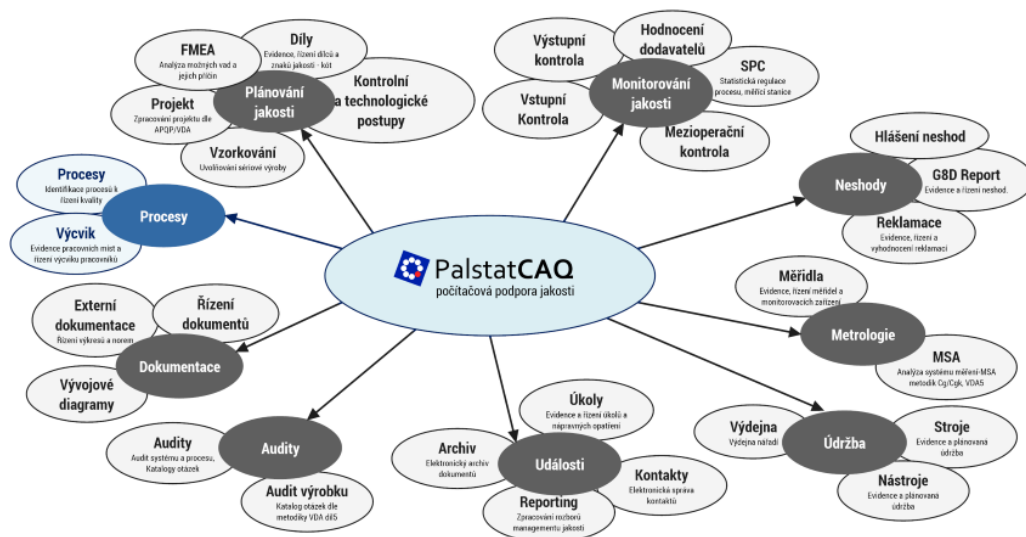 FMEA
Analýza možných vad a
jejich příčin
Díly
Evidence, řízení dílců a
znaků jakosti - kót
Plánování
jakosti
Kontrolní
a technologické
postupy
Projekt
Zpracování projektu dle
APQP/VDA
Vzorkování
Uvolňování sériové výroby
Výstupní
kontrola
Hodnocení
dodavatelů
Monitorování
jakosti
SPC
Statistická regulace
procesu, měřící stanice
Vstupní
Kontrola
Mezioperační
kontrola
Hlášení neshod
Neshody
G8D Report
Evidence a řízení neshod.
Reklamace
Evidence, řízení a
vyhodnocení reklamací
Procesy
Identifikace procesů k
řízení kvality
Procesy
Výcvik
Evidence pracovních míst a
řízení výcviku pracovníků
PalstatCAQ
počítačová podpora jakosti
Měřidla
Evidence, řízení měřidel a
monitorovacích zařízení
Metrologie
MSA
Analýza systému měření-MSA
metodik Cg/Cgk, VDA5
Externí
dokumentace
Řízení výkresů a norem
Řízení
dokumentů
Dokumentace
Vývojové
diagramy
Audity
Audit systému a procesu,
Katalogy otázek
Audity
Audit výrobku
Katalog otázek dle
metodiky VDA díl5
Úkoly
Evidence a řízení úkolů a
nápravných opatření
Archiv
Elektronický archiv
dokumentů
Události
Kontakty
Elektronická správa
kontaktů
Reporting
Zpracování rozborů
managementu jakosti
Výdejna
Výdejna nářadí
Údržba
Stroje
Evidence a plánovaná
údržba
Nástroje
Evidence a plánovaná
údržba